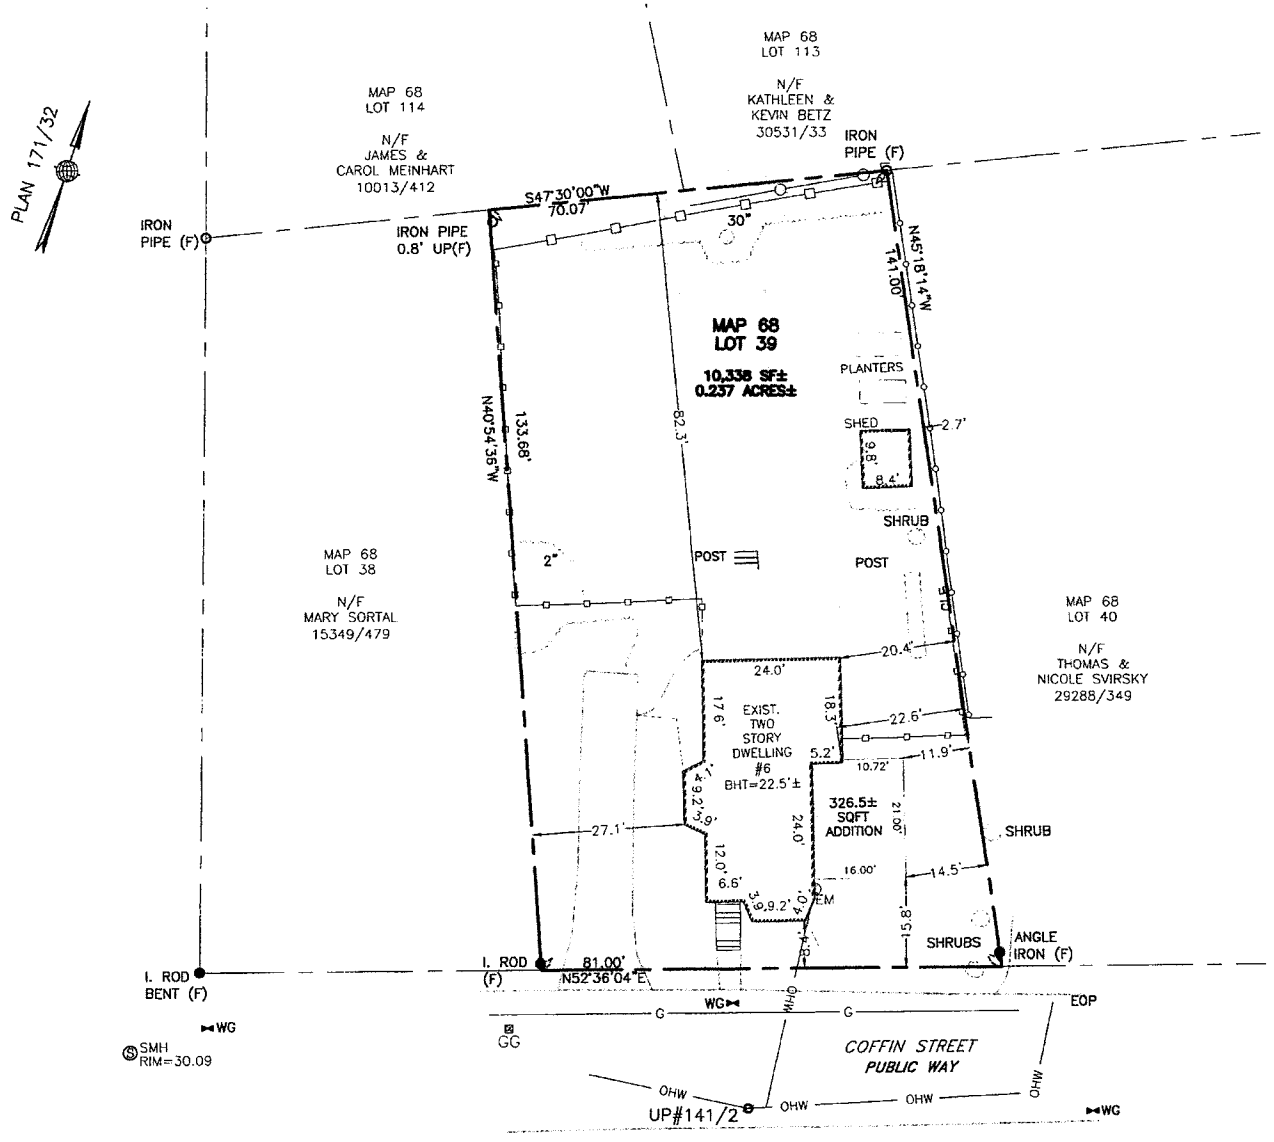 PLAN 171/32
MAP 68
LOT 113
N/F
KATHLEEN &
KEVIN BETZ
30531/33
MAP 68
LOT 114
N/F
JAMES &
CAROL MEINHART
10013/412
IRON
PIPE (F)
S47°30'00"W
70.07'
IRON
PIPE (F)
IRON PIPE
0.8' UP(F)
30"
N45°18'14"W
141.00'
MAP 68
LOT 39
10,338 SF±
0.237 ACRES±
PLANTERS
SHED
2.7'
9.8'
8.4'
82.3'
N40°54'36"W
133.68'
SHRUB
POST
POST
2"
MAP 68
LOT 38
N/F
MARY SORTAL
15349/479
MAP 68
LOT 40
N/F
THOMAS &
NICOLE SVIRSKY
29288/349
20.4'
24.0'
17.6'
18.3'
22.6'
EXIST.
TWO
STORY
DWELLING
#6
BHT=22.5'±
5.2'
11.9'
10.72'
4.1'
9.2'
3.9'
326.5±
SQFT
ADDITION
21.00'
24.0'
27.1'
SHRUB
12.0'
6.6'
16.00'
14.5'
3.9'
9.2'
4.0'
EM
8.4'
15.8'
SHRUBS
ANGLE
IRON (F)
I. ROD
(F)
81.00'
N52°36'04"E
I. ROD
BENT (F)
WG
OHW
EOP
G
G
WG
GG
SMH
RIM=30.09
S
COFFIN STREET
PUBLIC WAY
OHW
OHW
OHW
OHW
UP#141/2
WG